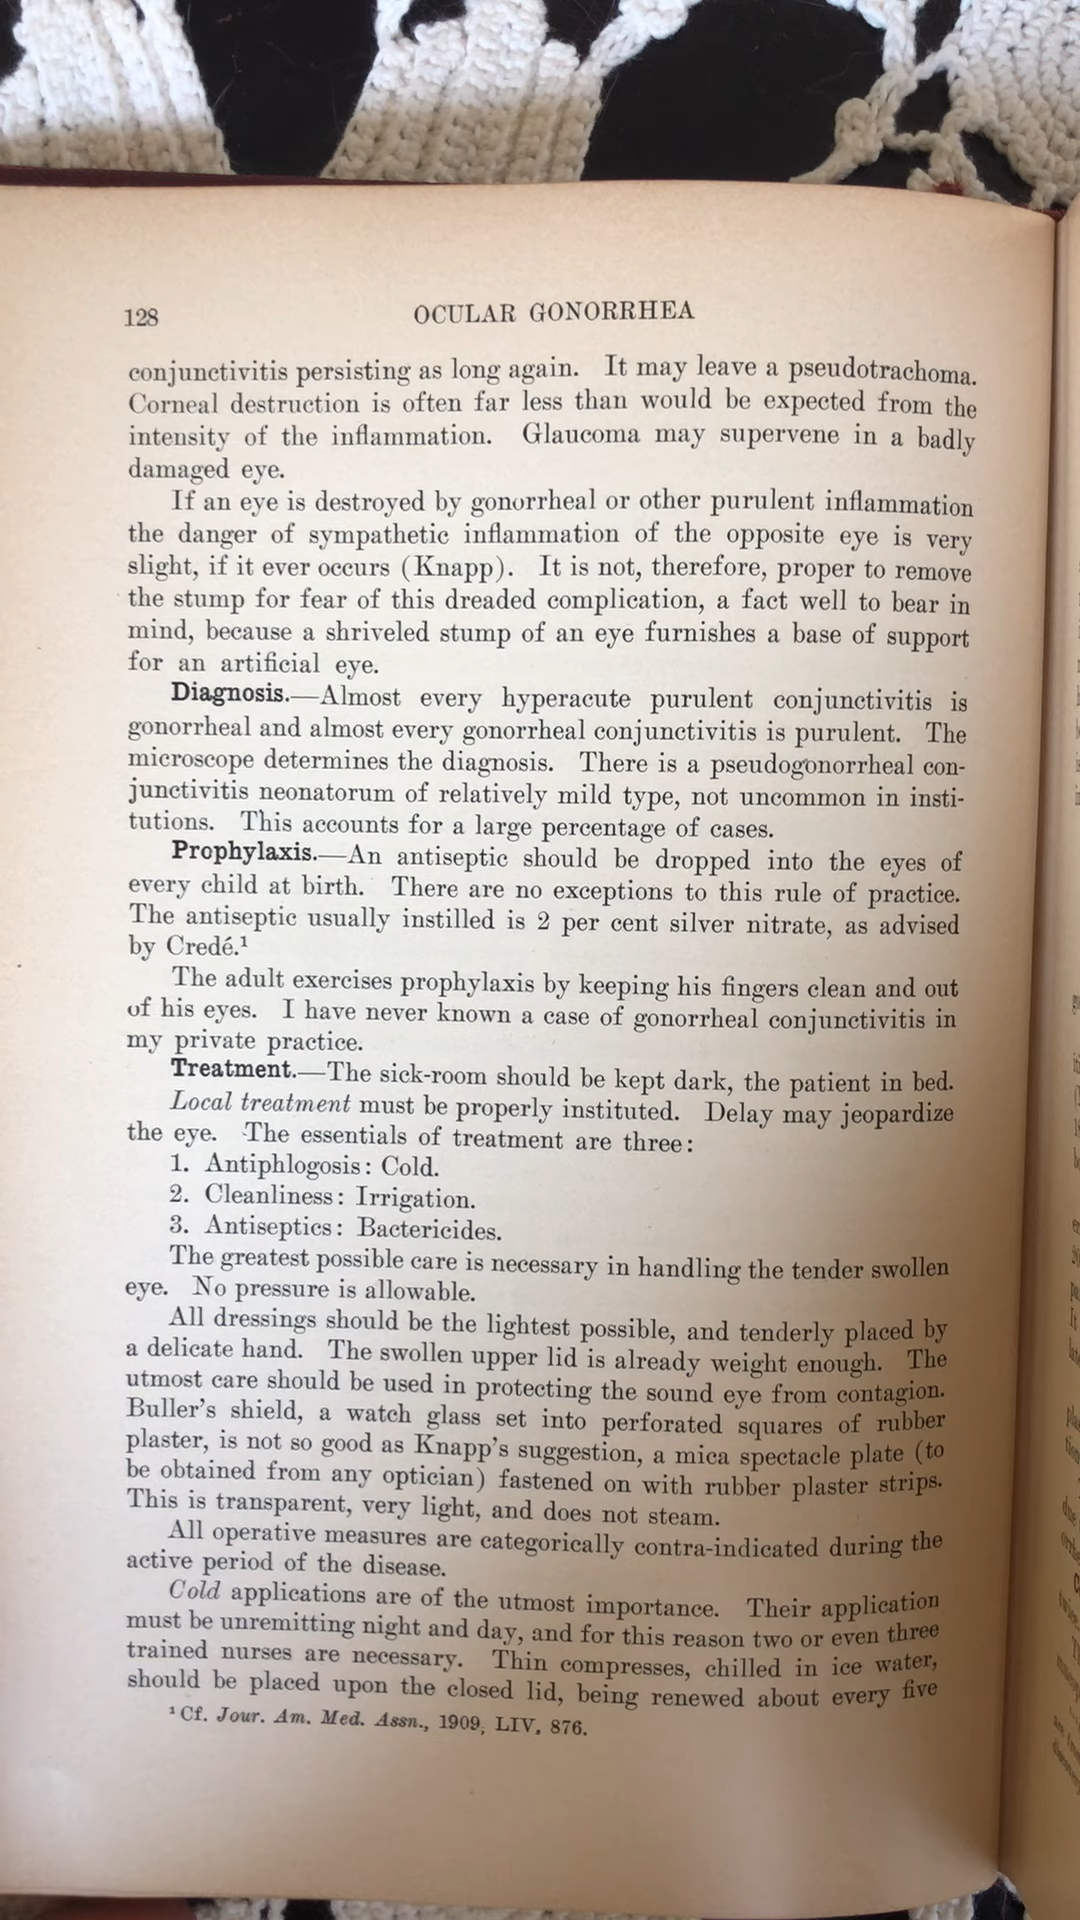 128 OCULAR GONORRHEA
conjunctivitis persisting as long again. It may leave a pseudotrachoma.
Corneal destruction is often far less than would be expected from the
intensity of the inflammation. Glaucoma may supervene in a badly
damaged eye.
If an eye is destroyed by gonorrheal or other purulent inflammation
the danger of sympathetic inflammation of the opposite eye is very
slight, if it ever occurs (Knapp). It is not, therefore, proper to remove
the stump for fear of this dreaded complication, a fact well to bear in
mind, because a shriveled stump of an eye furnishes a base of support
for an artificial eye.
Diagnosis.—Almost every hyperacute purulent conjunctivitis is
gonorrheal and almost every gonorrheal conjunctivitis is purulent. The
microscope determines the diagnosis. There is a pseudogonorrheal con-
junctivitis neonatorum of relatively mild type, not uncommon in insti-
tutions. This accounts for a large percentage of cases.
Prophylaxis.—An antiseptic should be dropped into the eyes of
every child at birth. There are no exceptions to this rule of practice.
The antiseptic usually instilled is 2 per cent silver nitrate, as advised
by Credé.¹
The adult exercises prophylaxis by keeping his fingers clean and out
of his eyes. I have never known a case of gonorrheal conjunctivitis in
my private practice.
Treatment.—The sick-room should be kept dark, the patient in bed.
Local treatment must be properly instituted. Delay may jeopardize
the eye. The essentials of treatment are three:
1. Antiphlogosis: Cold.
2. Cleanliness: Irrigation.
3. Antiseptics: Bactericides.
The greatest possible care is necessary in handling the tender swollen
eye. No pressure is allowable.
All dressings should be the lightest possible, and tenderly placed by
a delicate hand. The swollen upper lid is already weight enough. The
utmost care should be used in protecting the sound eye from contagion.
Buller's shield, a watch glass set into perforated squares of rubber
plaster, is not so good as Knapp's suggestion, a mica spectacle plate (to
be obtained from any optician) fastened on with rubber plaster strips.
This is transparent, very light, and does not steam.
All operative measures are categorically contra-indicated during the
active period of the disease.
Cold applications are of the utmost importance. Their application
must be unremitting night and day, and for this reason two or even three
trained nurses are necessary. Thin compresses, chilled in ice water,
should be placed upon the closed lid, being renewed about every five
¹ Cf. Jour. Am. Med. Assn., 1909, LIV, 876.